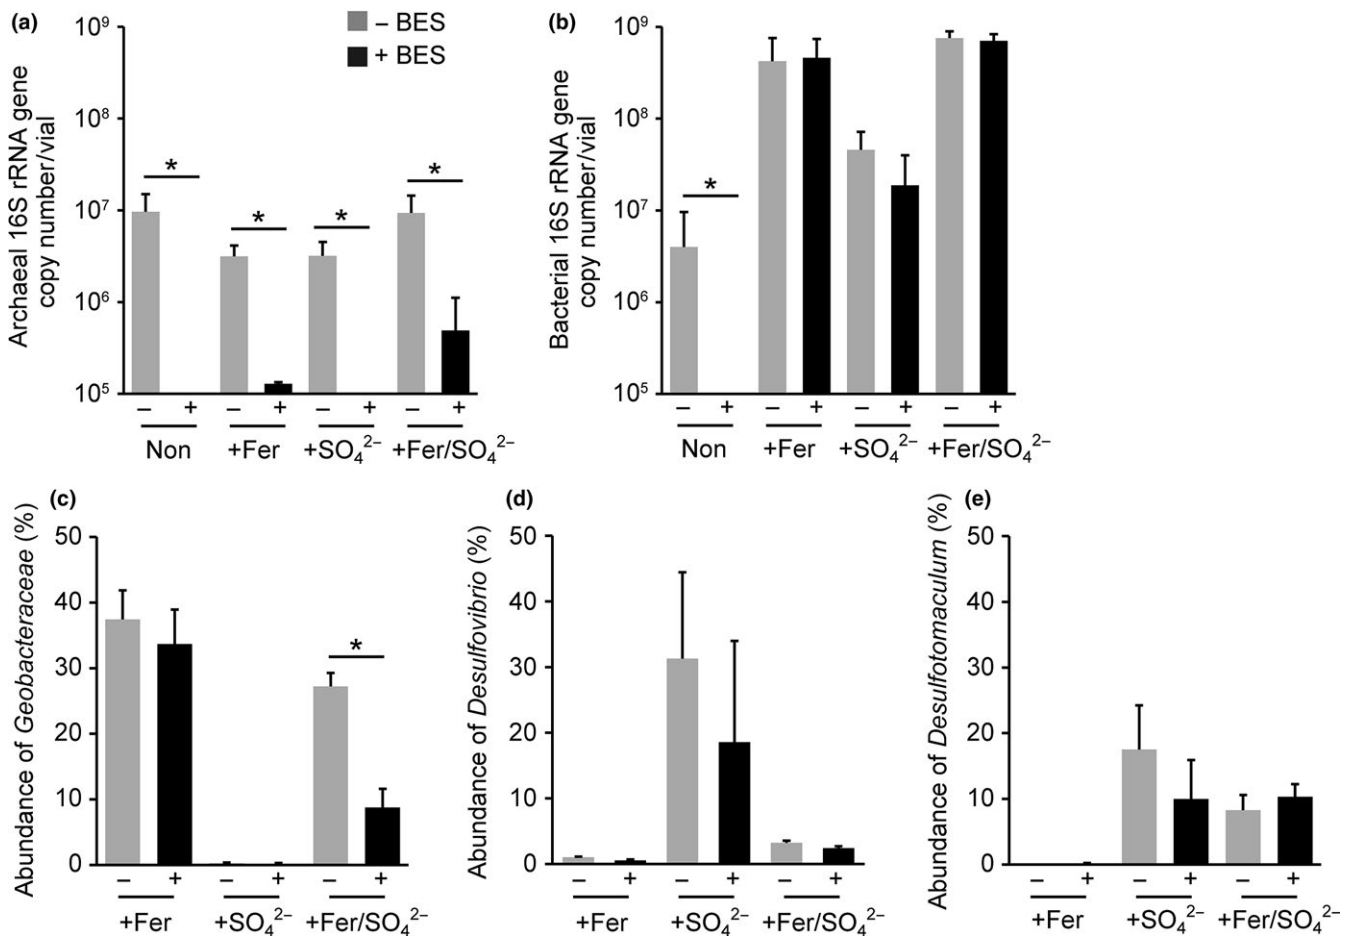 (a)
– BES
+ BES
Archaeal 16S rRNA gene
copy number/vial
10⁹
10⁸
10⁷
10⁶
10⁵
*
*
*
*
– + – + – + – +
Non +Fer +SO₄²⁻ +Fer/SO₄²⁻
(b)
Bacterial 16S rRNA gene
copy number/vial
10⁹
10⁸
10⁷
10⁶
10⁵
*
– + – + – + – +
Non +Fer +SO₄²⁻ +Fer/SO₄²⁻
(c)
Abundance of Geobacteraceae (%)
50
40
30
20
10
0
*
– + – + – +
+Fer +SO₄²⁻ +Fer/SO₄²⁻
(d)
Abundance of Desulfovibrio (%)
50
40
30
20
10
0
– + – + – +
+Fer +SO₄²⁻ +Fer/SO₄²⁻
(e)
Abundance of Desulfotomaculum (%)
50
40
30
20
10
0
– + – + – +
+Fer +SO₄²⁻ +Fer/SO₄²⁻